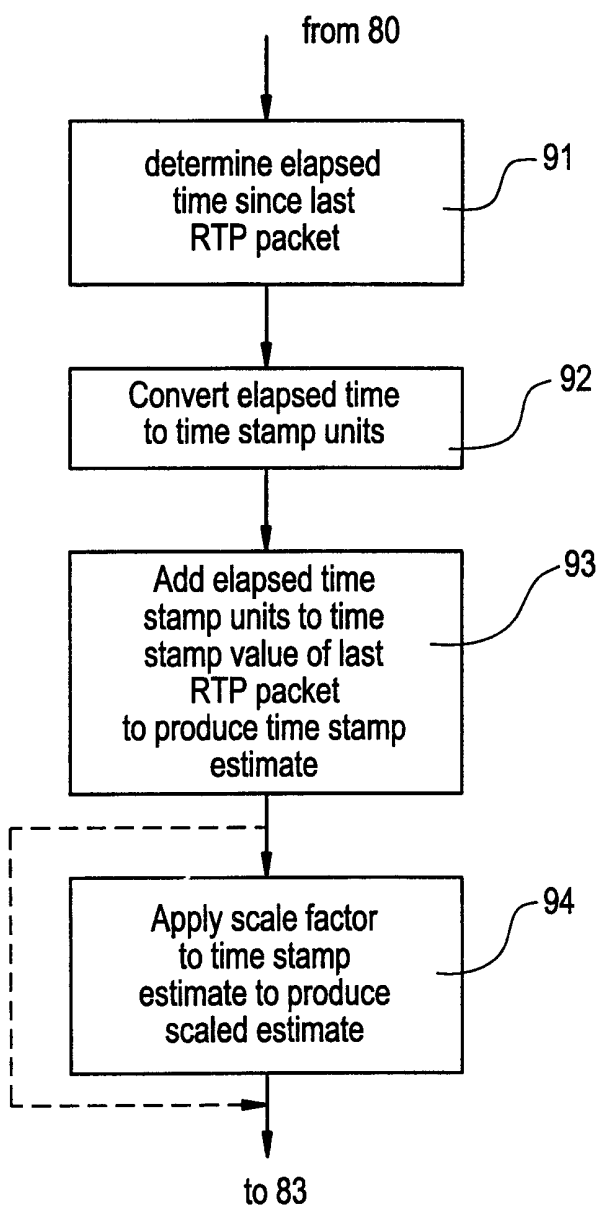 from 80
determine elapsed
time since last
RTP packet
91
Convert elapsed time
to time stamp units
92
Add elapsed time
stamp units to time
stamp value of last
RTP packet
to produce time stamp
estimate
93
Apply scale factor
to time stamp
estimate to produce
scaled estimate
94
to 83